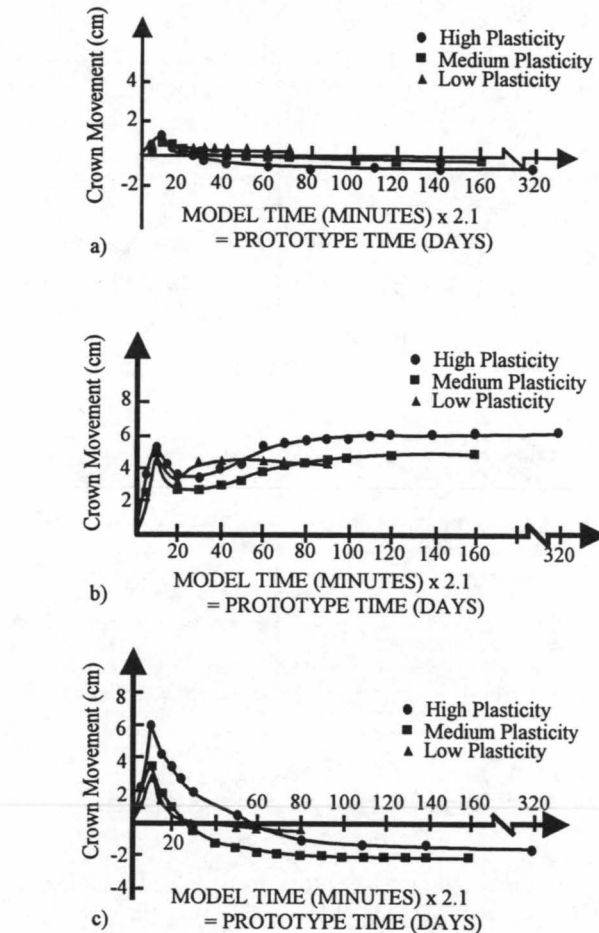 Crown Movement (cm)
4
2
-2
● High Plasticity
■ Medium Plasticity
▲ Low Plasticity
20 40 60 80 100 120 140 160 320
MODEL TIME (MINUTES) x 2.1
= PROTOTYPE TIME (DAYS)
a)
Crown Movement (cm)
8
6
4
2
● High Plasticity
■ Medium Plasticity
▲ Low Plasticity
20 40 60 80 100 120 140 160 320
MODEL TIME (MINUTES) x 2.1
= PROTOTYPE TIME (DAYS)
b)
Crown Movement (cm)
8
6
4
2
-2
-4
● High Plasticity
■ Medium Plasticity
▲ Low Plasticity
20 60 80 100 120 140 160 320
MODEL TIME (MINUTES) x 2.1
= PROTOTYPE TIME (DAYS)
c)